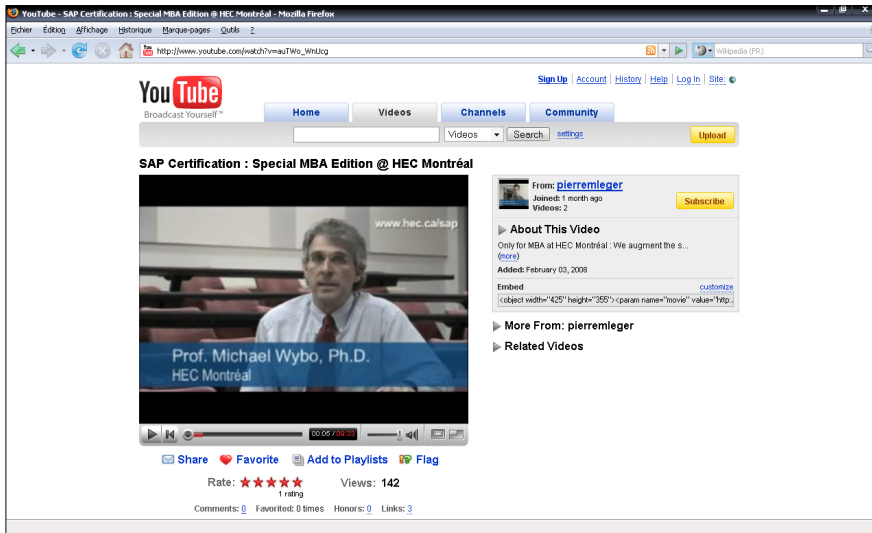 YouTube - SAP Certification : Special MBA Edition @ HEC Montréal - Mozilla Firefox
Fichier Édition Affichage Historique Marque-pages Outils ?
http://www.youtube.com/watch?v=auTWo_WnUcg
Wikipedia (FR)
Sign Up Account History Help Log In Site:
YouTube
Broadcast Yourself™
Home Videos Channels Community
Videos Search settings Upload
SAP Certification : Special MBA Edition @ HEC Montréal
www.hec.ca/sap
Prof. Michael Wybo, Ph.D.
HEC Montréal
00:05 / 09:33
From: pierremleger
Joined: 1 month ago
Videos: 2
Subscribe
About This Video
Only for MBA at HEC Montréal : We augment the s...
(more)
Added: February 03, 2008
Embed customize
<object width="425" height="355"><param name="movie" value="http:
More From: pierremleger
Related Videos
Share Favorite Add to Playlists Flag
Rate: Views: 142
1 rating
Comments: 0 Favorited: 0 times Honors: 0 Links: 3